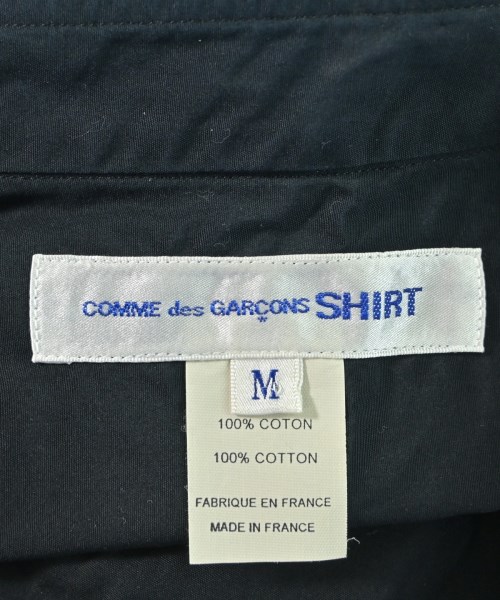 COMME des GARÇONS SHIRT
M
100% COTON
100% COTTON
FABRIQUE EN FRANCE
MADE IN FRANCE